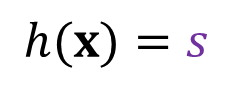 h(x) = s